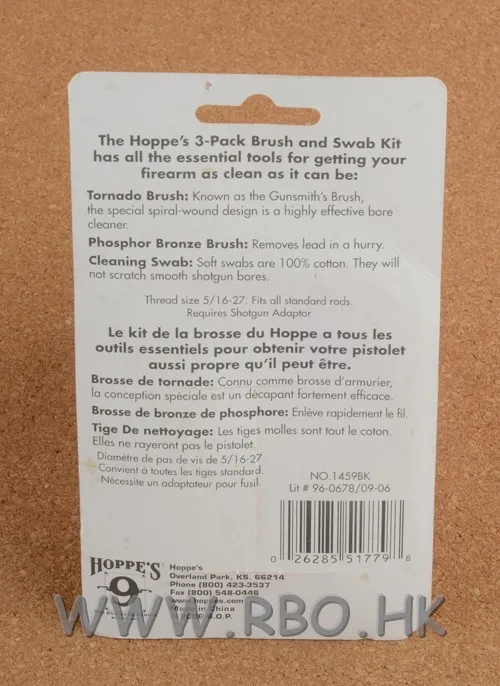 The Hoppe's 3-Pack Brush and Swab Kit
has all the essential tools for getting your
firearm as clean as it can be:
Tornado Brush: Known as the Gunsmith's Brush,
the special spiral-wound design is a highly effective bore
cleaner.
Phosphor Bronze Brush: Removes lead in a hurry.
Cleaning Swab: Soft swabs are 100% cotton. They will
not scratch smooth shotgun bores.
Thread size 5/16-27. Fits all standard rods.
Requires Shotgun Adaptor
Le kit de la brosse du Hoppe a tous les
outils essentiels pour obtenir votre pistolet
aussi propre qu'il peut être.
Brosse de tornade: Connu comme brosse d'armurier,
la conception spéciale est un décapant fortement efficace.
Brosse de bronze de phosphore: Enlève rapidement le fil.
Tige De nettoyage: Les tiges molles sont tout le coton.
Elles ne rayeront pas le pistolet.
Diamètre de pas de vis de 5/16-27.
Convient à toutes les tiges standard.
Nécessite un adaptateur pour fusil.
NO.1459BK
Lit # 96-0678/09-06
0 26285 51779 8
HOPPE'S
9
Hoppe's
Overland Park, KS. 66214
Phone (800) 423-3537
Fax (800) 548-0446
www.hoppes.com
Made in China
2006 B.O.P.
WWW.RBO.HK